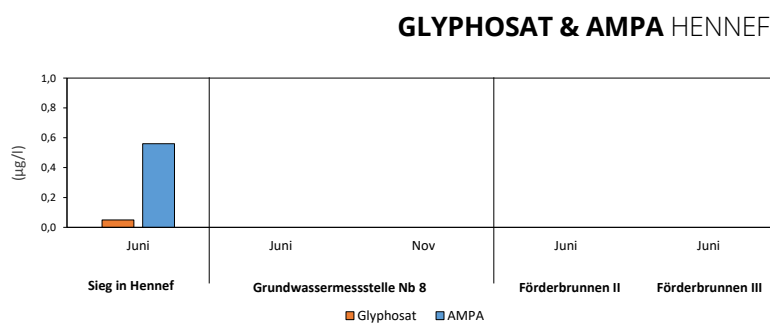 GLYPHOSAT & AMPA HENNEF
(µg/l)
1,0
0,8
0,6
0,4
0,2
0,0
Juni Juni Nov Juni Juni
Sieg in Hennef Grundwassermessstelle Nb 8 Förderbrunnen II Förderbrunnen III
Glyphosat AMPA